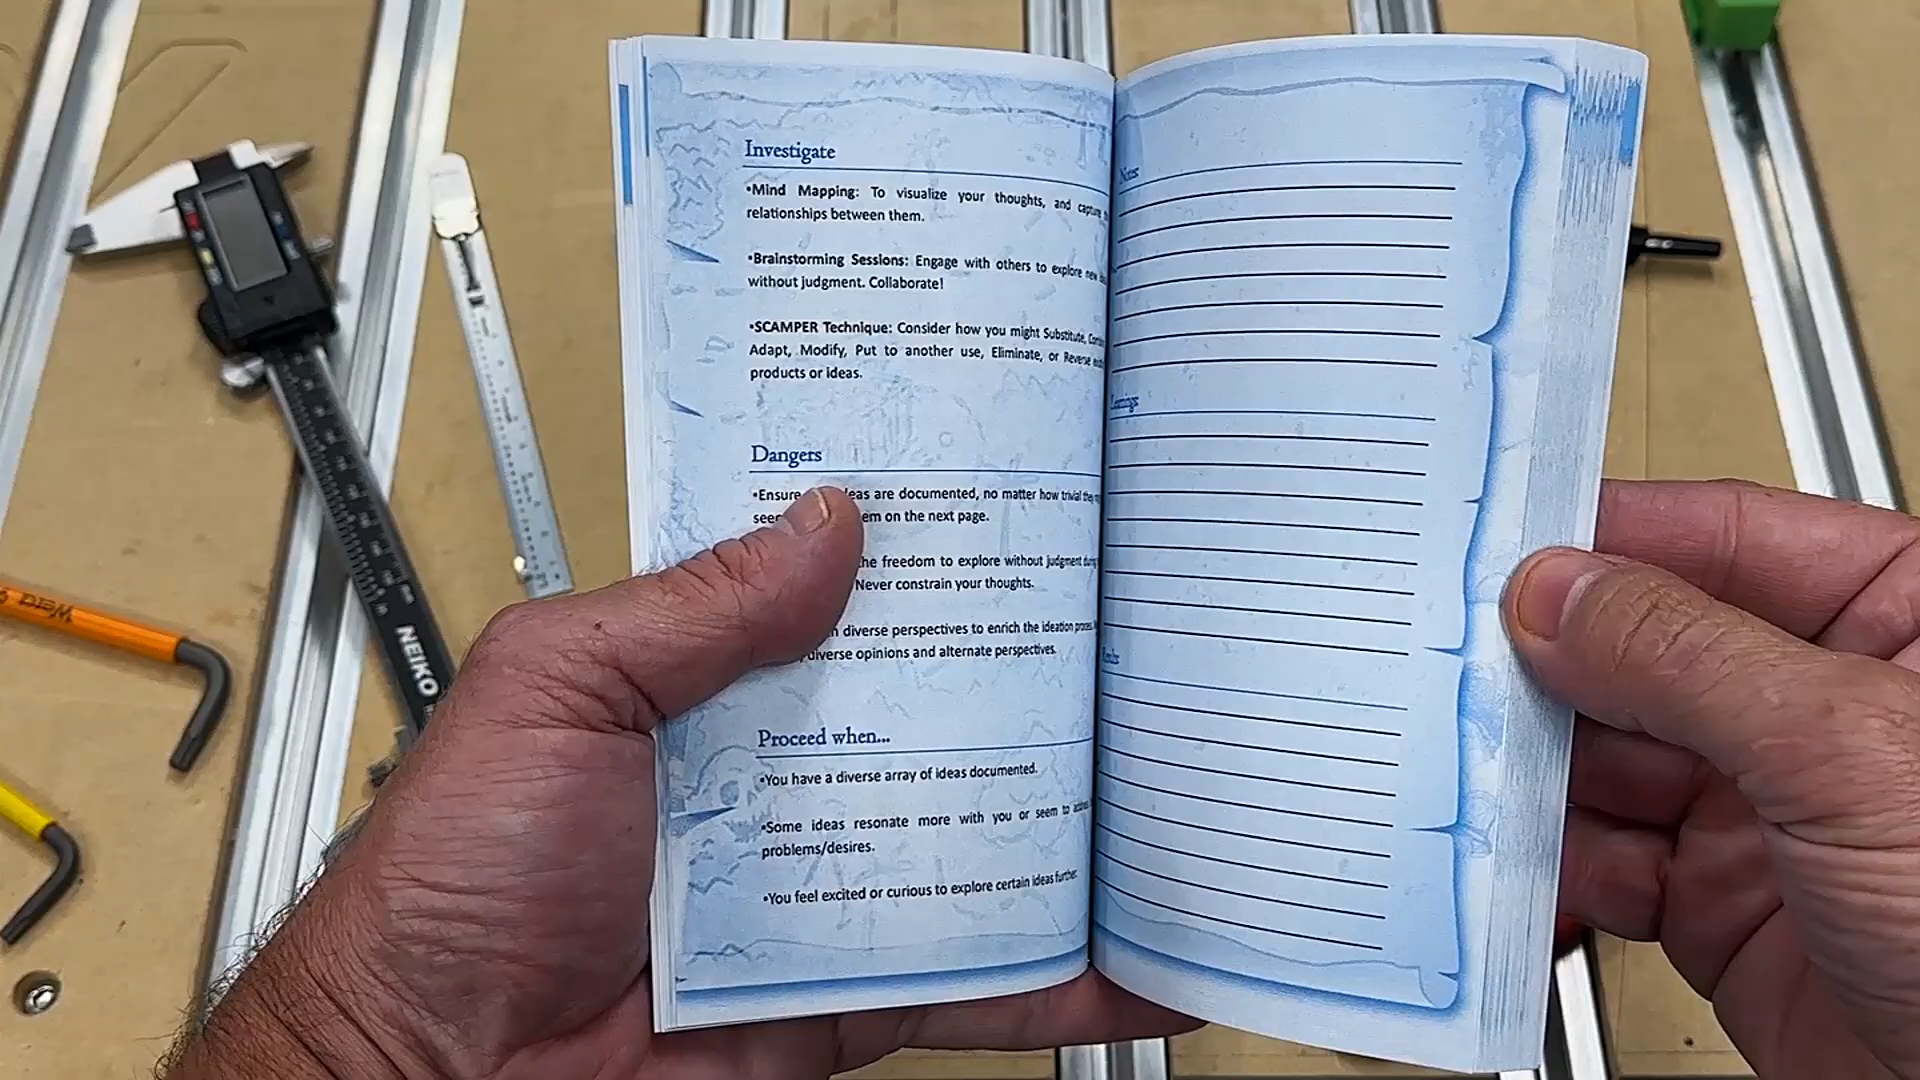 Investigate
•Mind Mapping: To visualize your thoughts, and capture
relationships between them.
•Brainstorming Sessions: Engage with others to explore new
without judgment. Collaborate!
•SCAMPER Technique: Consider how you might Substitute,
Adapt, Modify, Put to another use, Eliminate, or Reverse
products or ideas.
Dangers
•Ensure are documented, no matter how trivial they
on the next page.
the freedom to explore without judgment during
Never constrain your thoughts.
diverse perspectives to enrich the ideation process.
diverse opinions and alternate perspectives.
Proceed when...
•You have a diverse array of ideas documented.
•Some ideas resonate more with you or seem to address
problems/desires.
•You feel excited or curious to explore certain ideas further.
Notes
Learnings
NEIKO
Wera